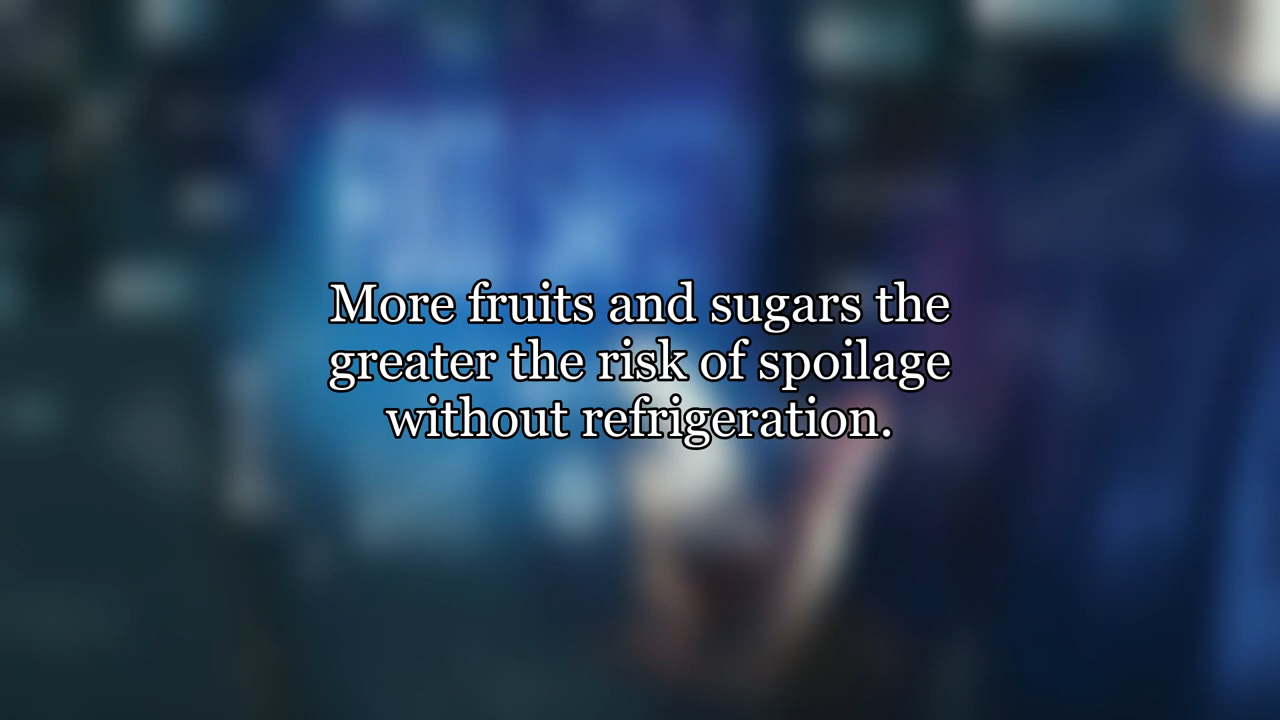 More fruits and sugars the
greater the risk of spoilage
without refrigeration.